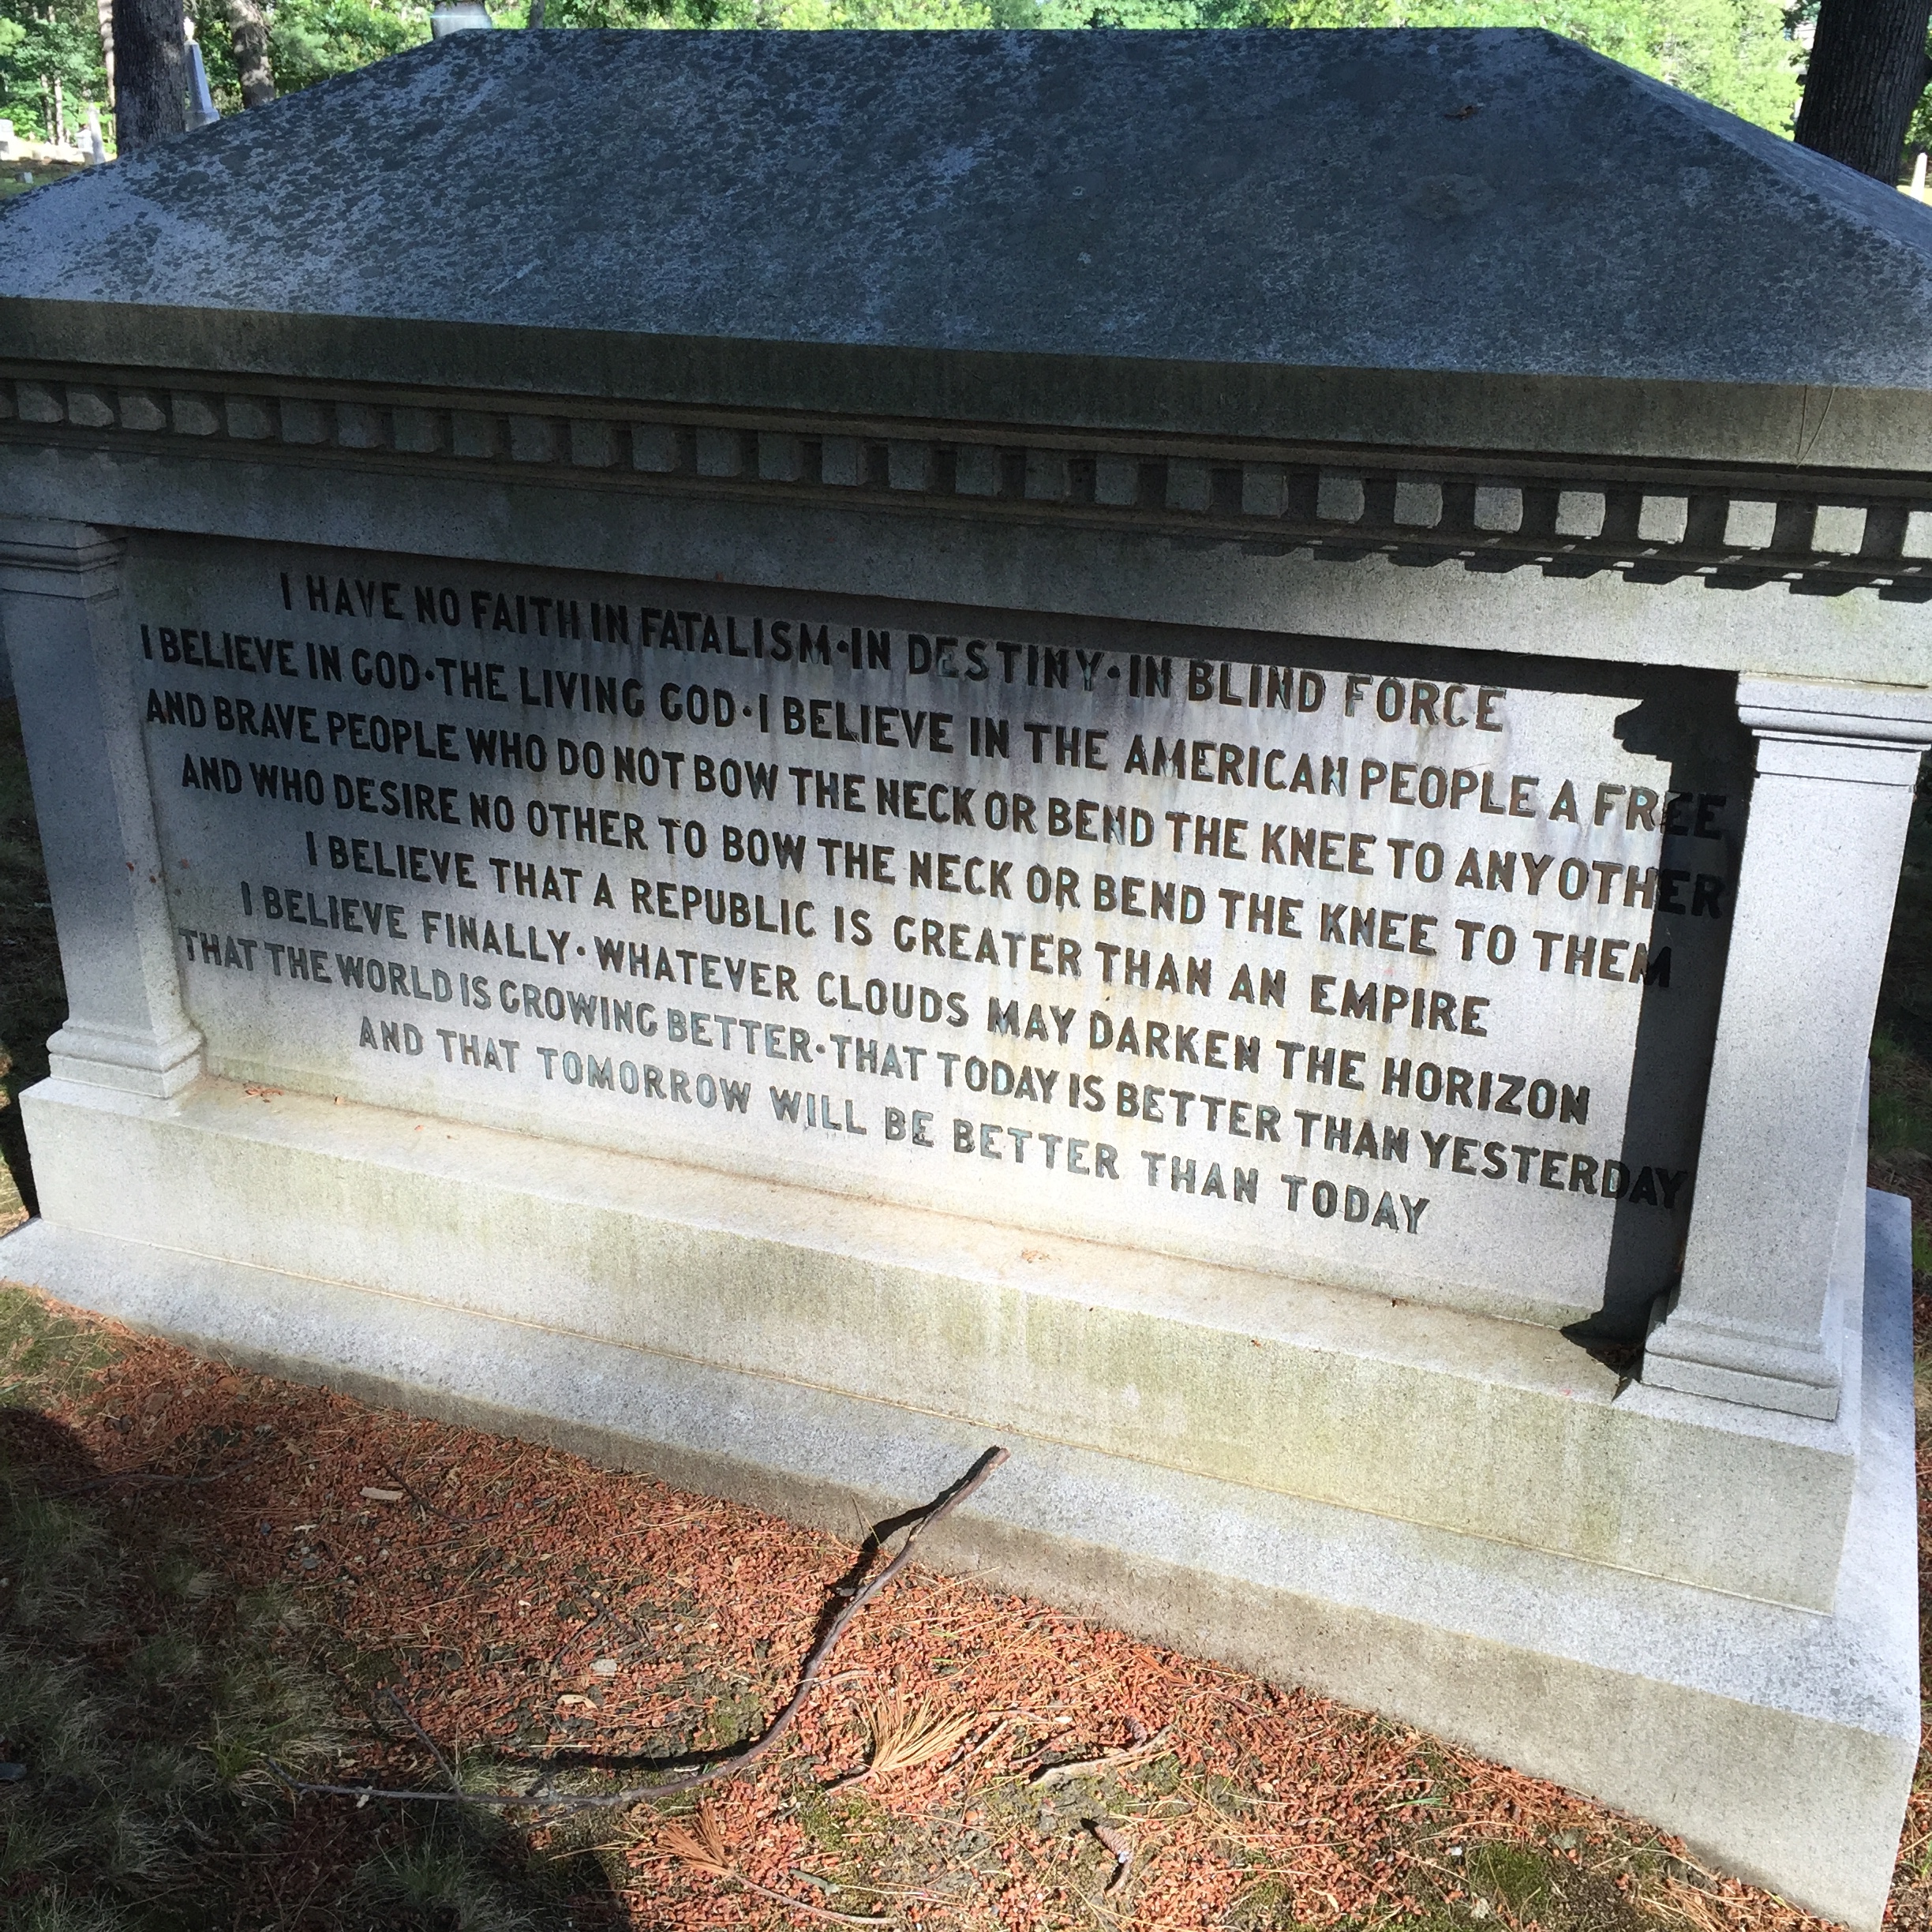 I HAVE NO FAITH IN FATALISM·IN DESTINY·IN BLIND FORCE
I BELIEVE IN GOD·THE LIVING GOD·I BELIEVE IN THE AMERICAN PEOPLE A FREE
AND BRAVE PEOPLE WHO DO NOT BOW THE NECK OR BEND THE KNEE TO ANY OTHER
AND WHO DESIRE NO OTHER TO BOW THE NECK OR BEND THE KNEE TO THEM
I BELIEVE THAT A REPUBLIC IS GREATER THAN AN EMPIRE
I BELIEVE FINALLY·WHATEVER CLOUDS MAY DARKEN THE HORIZON
THAT THE WORLD IS GROWING BETTER·THAT TODAY IS BETTER THAN YESTERDAY
AND THAT TOMORROW WILL BE BETTER THAN TODAY